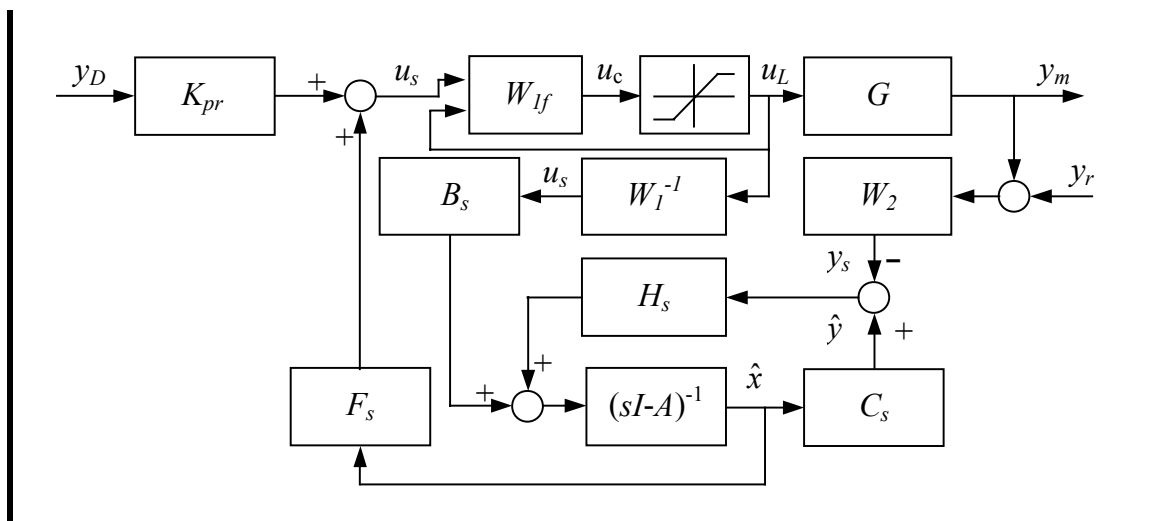 y_D
K_pr
+
+
u_s
W_1f
u_c
u_L
G
y_m
B_s
u_s
W_1^-1
W_2
y_r
y_s
-
H_s
ŷ
+
+
F_s
+
(sI-A)^-1
x̂
C_s